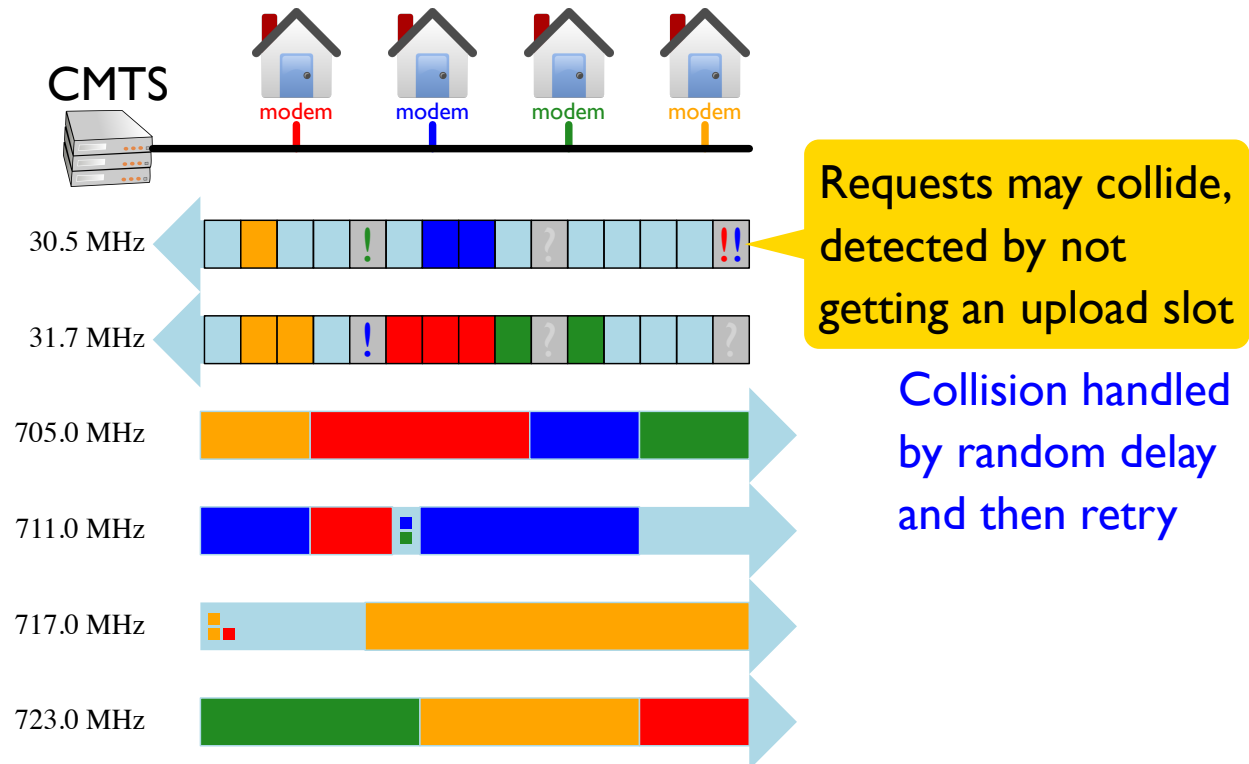 CMTS
modem modem modem modem
30.5 MHz
! ? !!
31.7 MHz
! ? ?
705.0 MHz
711.0 MHz
717.0 MHz
723.0 MHz
Requests may collide,
detected by not
getting an upload slot
Collision handled
by random delay
and then retry